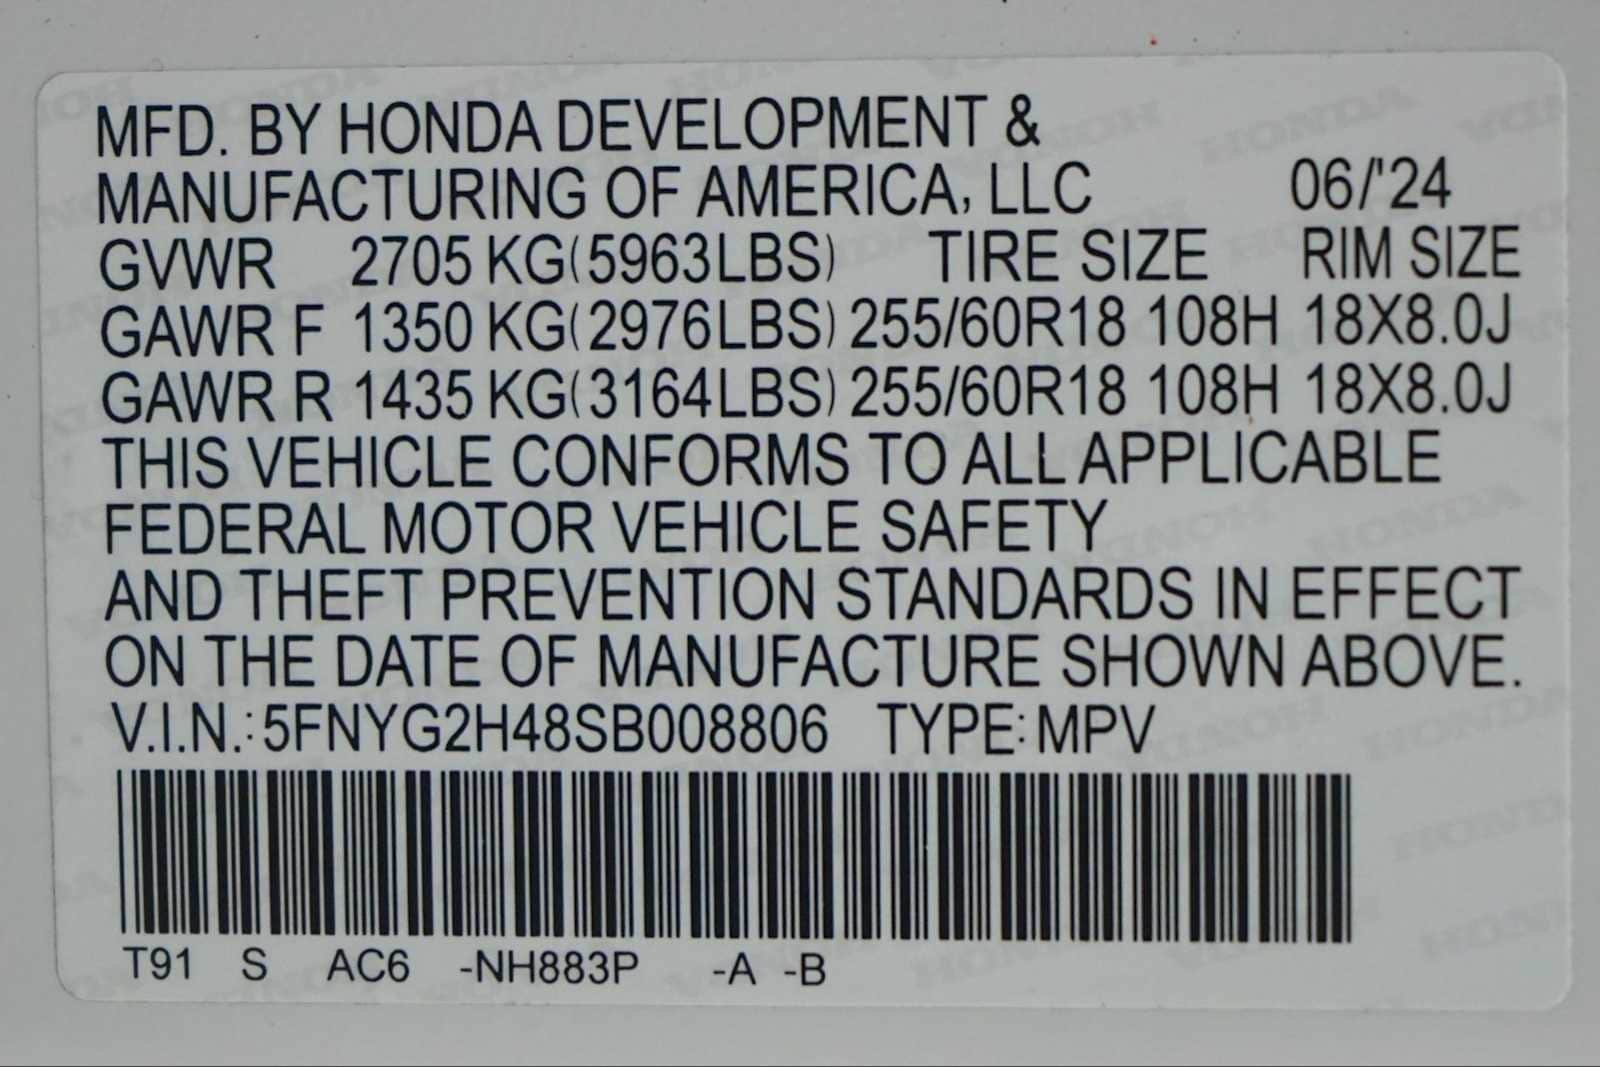 MFD. BY HONDA DEVELOPMENT &
MANUFACTURING OF AMERICA, LLC 06/'24
GVWR 2705 KG(5963LBS) TIRE SIZE RIM SIZE
GAWR F 1350 KG(2976LBS) 255/60R18 108H 18X8.0J
GAWR R 1435 KG(3164LBS) 255/60R18 108H 18X8.0J
THIS VEHICLE CONFORMS TO ALL APPLICABLE
FEDERAL MOTOR VEHICLE SAFETY
AND THEFT PREVENTION STANDARDS IN EFFECT
ON THE DATE OF MANUFACTURE SHOWN ABOVE.
V.I.N.:5FNYG2H48SB008806 TYPE:MPV
T91 S AC6 -NH883P -A -B